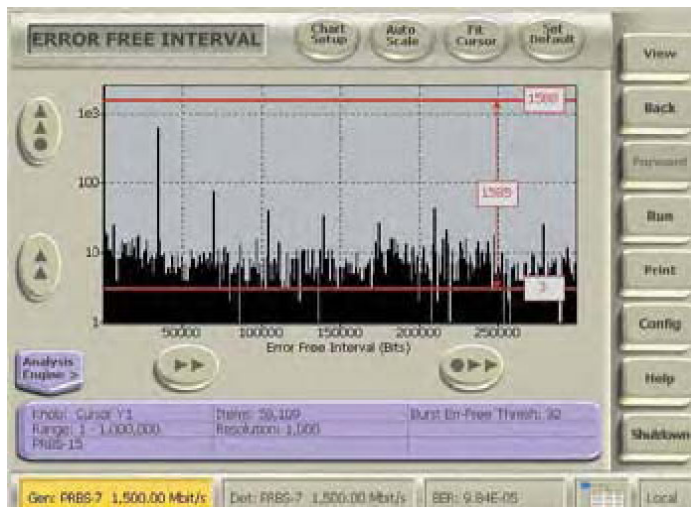 ERROR FREE INTERVAL
Chart Setup
Auto Scale
Fit Cursor
Set Default
View
Back
Forward
Run
Print
Config
Help
Shutdown
1e3
100
10
1
1588
1585
3
50000 100000 150000 200000 250000
Error Free Interval (Bits)
Analysis Engine >
Knob: Cursor Y1 Items: 59,109 Burst Err-Free Thresh: 32
Range: 1 - 1,000,000 Resolution: 1,000
PRBS-15
Gen: PRBS-7 1,500.00 Mbit/s Det: PRBS-7 1,500.00 Mbit/s BER: 9.84E-05 Local